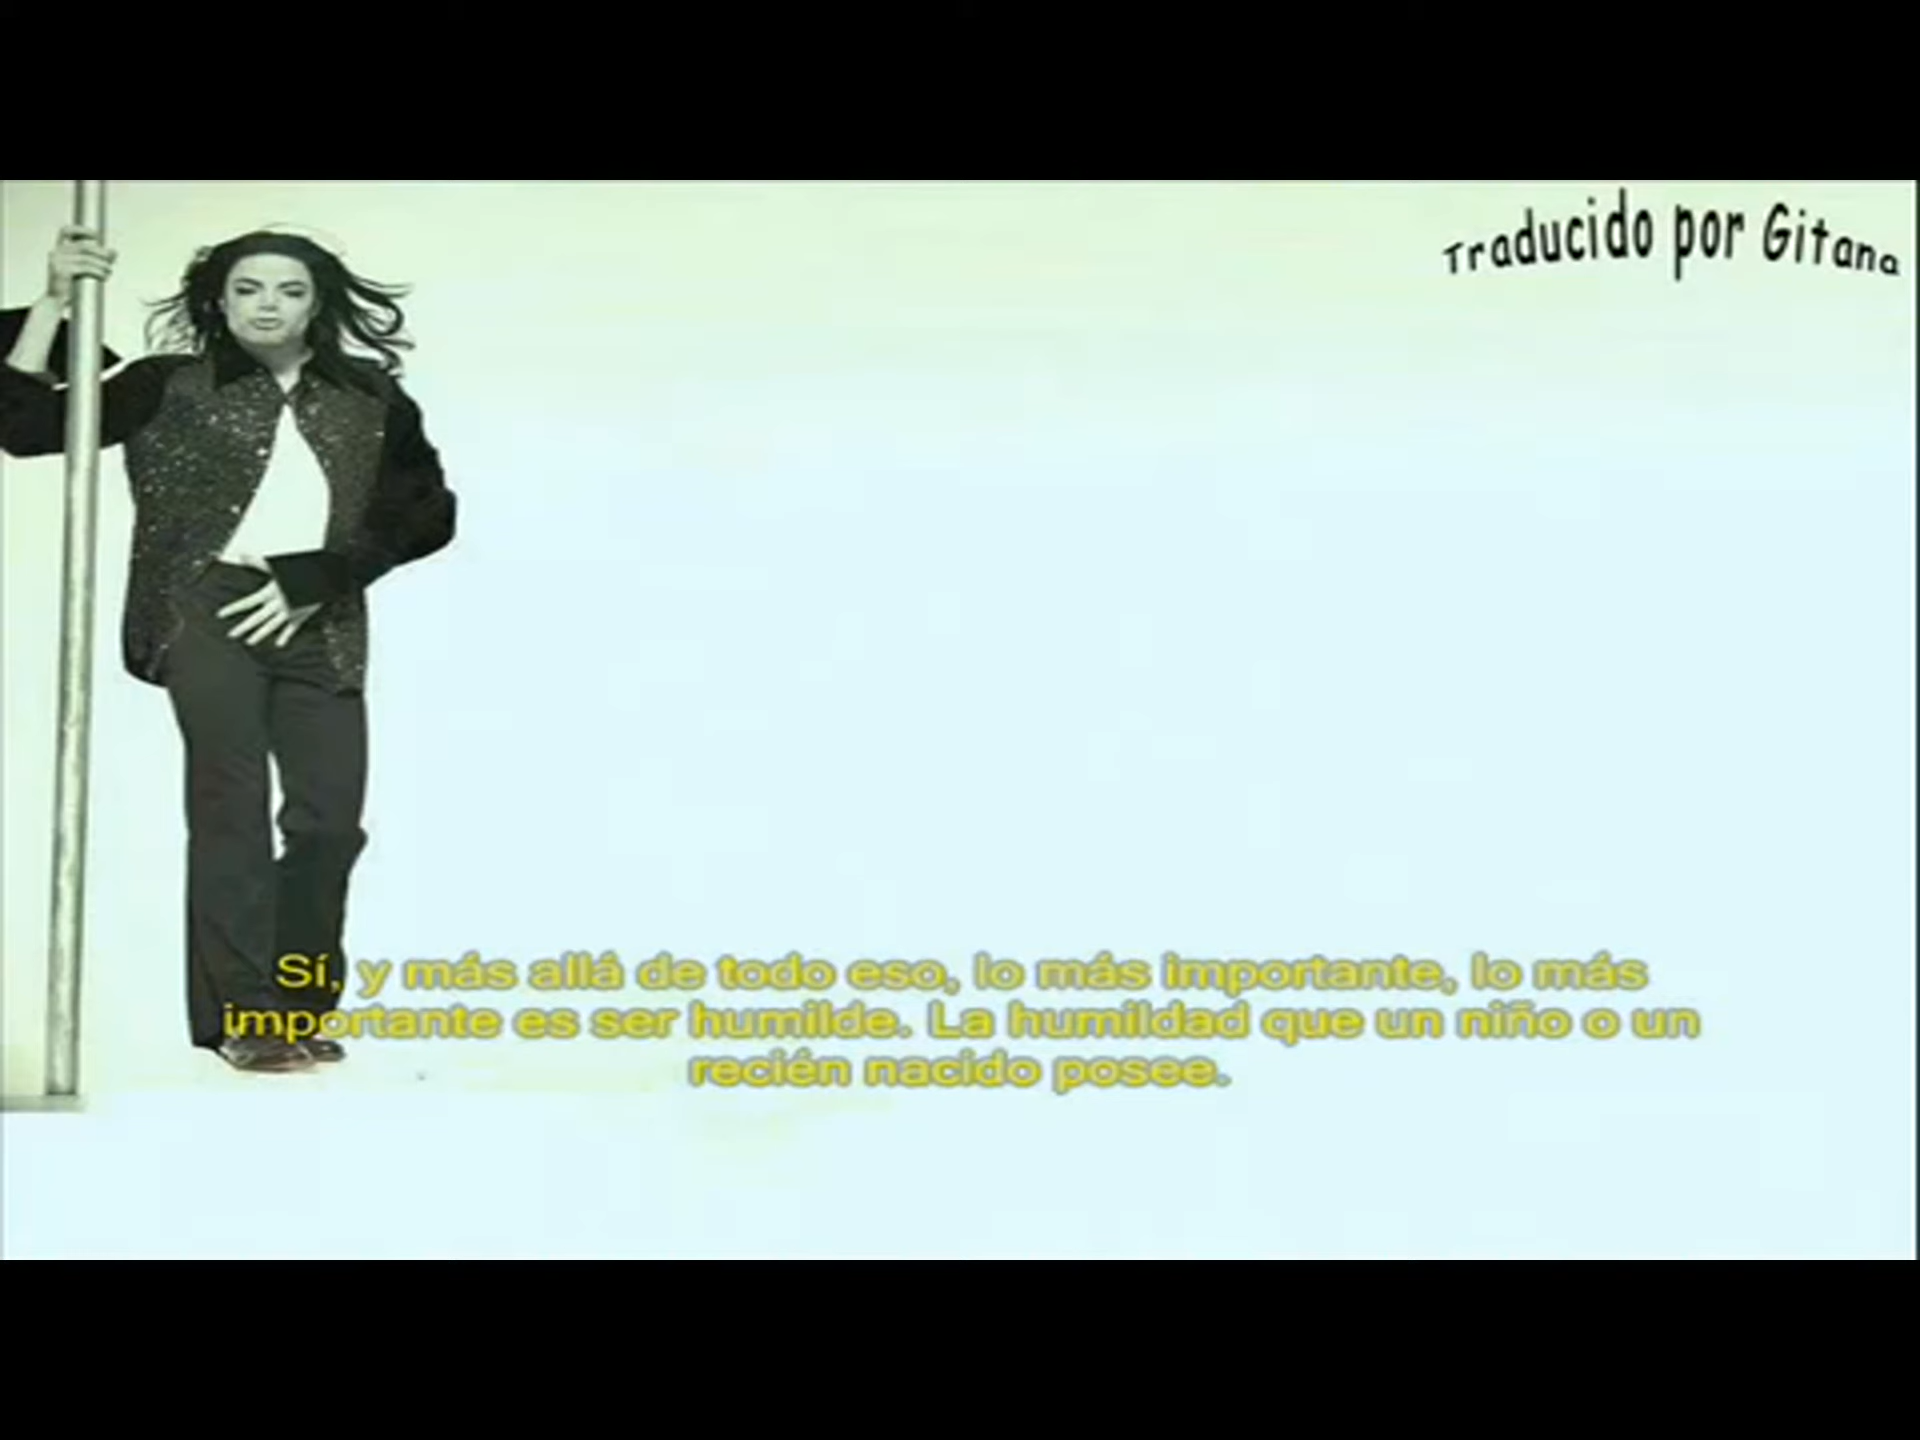 Traducido por Gitana
Sí, y más allá de todo eso, lo más importante, lo más
importante es ser humilde. La humildad que un niño o un
recién nacido posee.